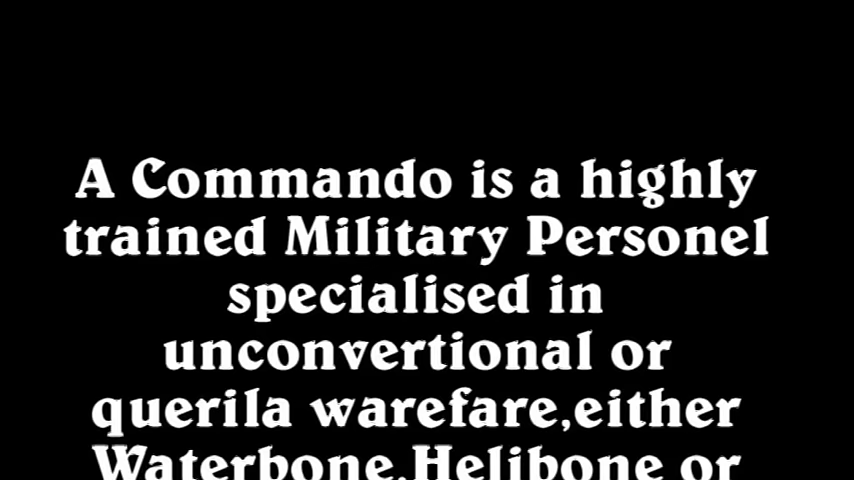 A Commando is a highly
trained Military Personel
specialised in
unconvertional or
querila warefare,either
Waterbone,Helibone or